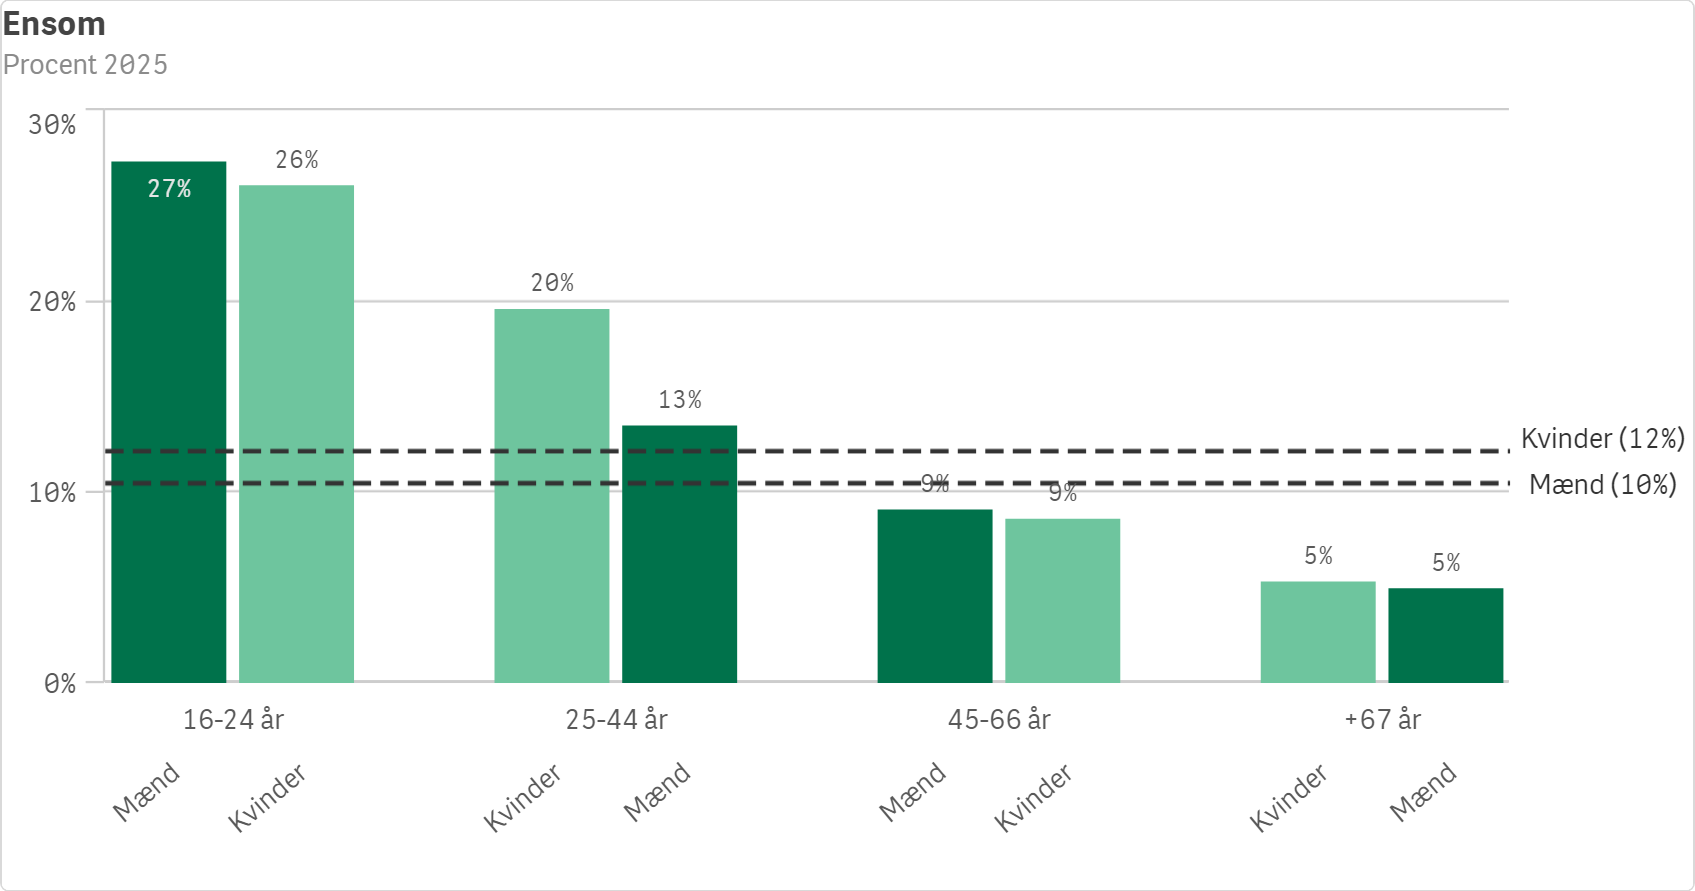 Ensom
Procent 2025
30%
20%
10%
0%
27%
26%
20%
13%
9%
9%
5%
5%
Kvinder (12%)
Mænd (10%)
16-24 år
25-44 år
45-66 år
+67 år
Mænd
Kvinder
Kvinder
Mænd
Mænd
Kvinder
Kvinder
Mænd